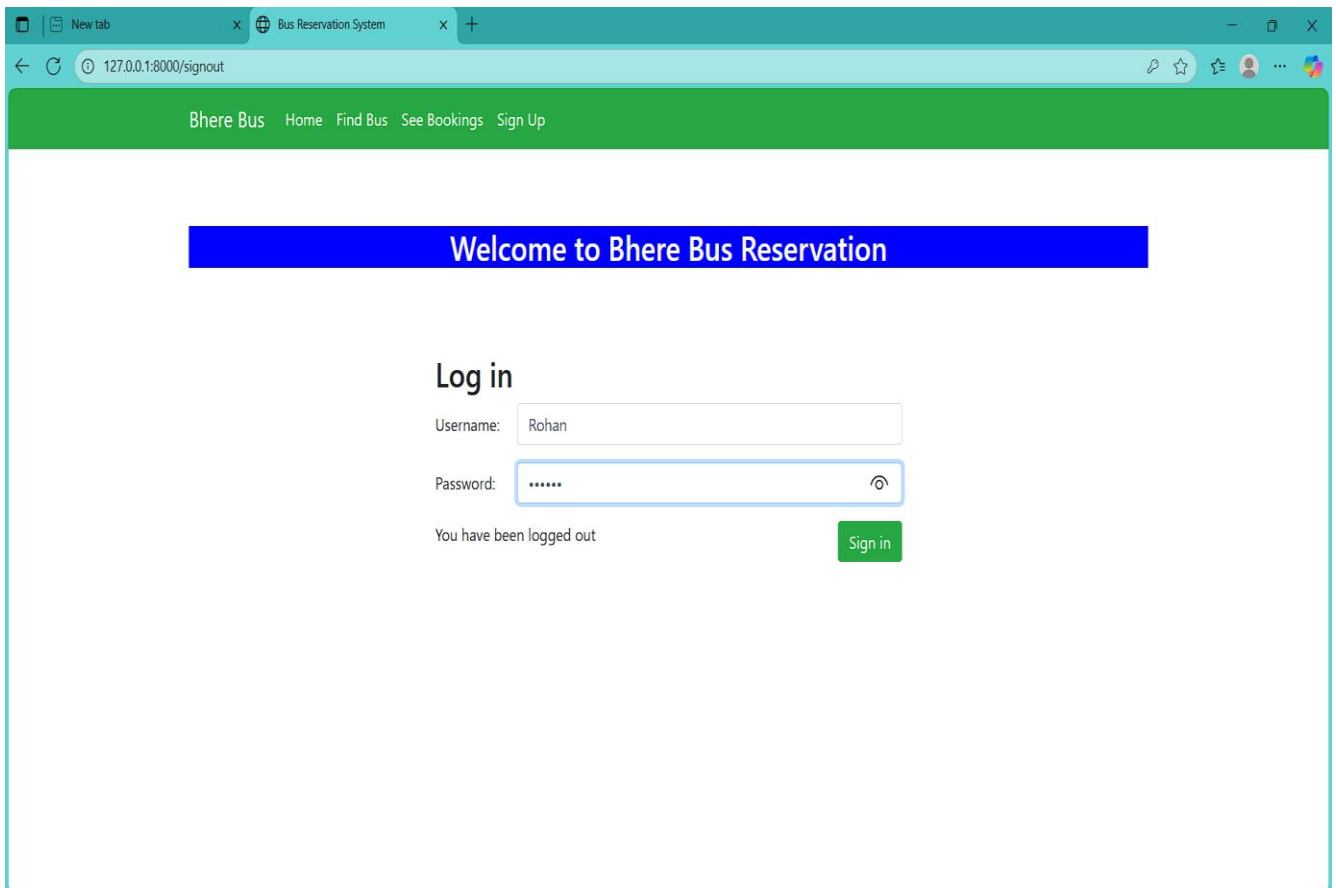 New tab
Bus Reservation System
127.0.0.1:8000/signout
Bhere Bus Home Find Bus See Bookings Sign Up
Welcome to Bhere Bus Reservation
Log in
Username: Rohan
Password: ••••••
You have been logged out
Sign in